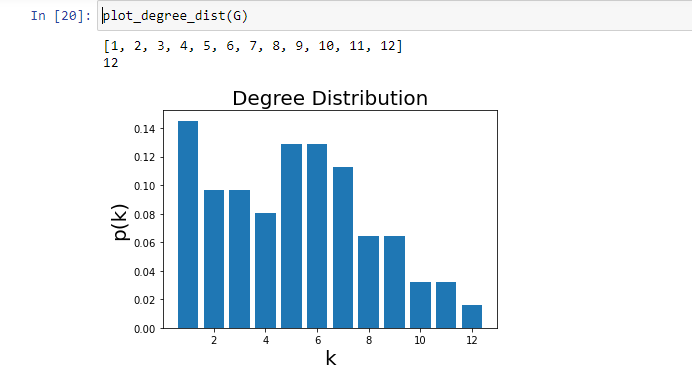 In [20]: plot_degree_dist(G)
[1, 2, 3, 4, 5, 6, 7, 8, 9, 10, 11, 12]
12
Degree Distribution
0.14
0.12
0.10
0.08
0.06
0.04
0.02
0.00
p(k)
2 4 6 8 10 12
k